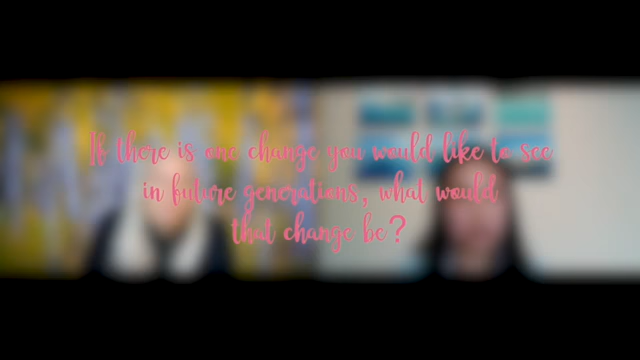 If there is one change you would like to see
in future generations, what would
that change be?